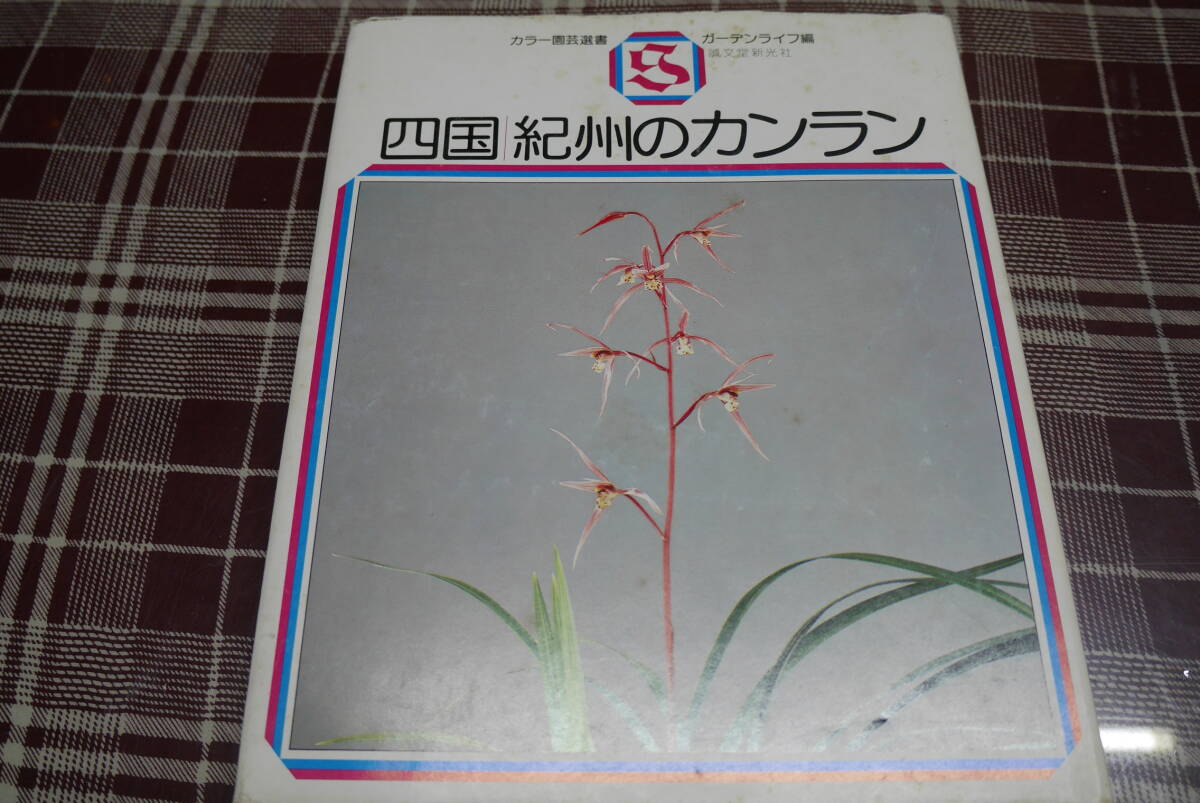 カラー園芸選書
S
ガーデンライフ編
誠文堂新光社
四国 紀州のカンラン